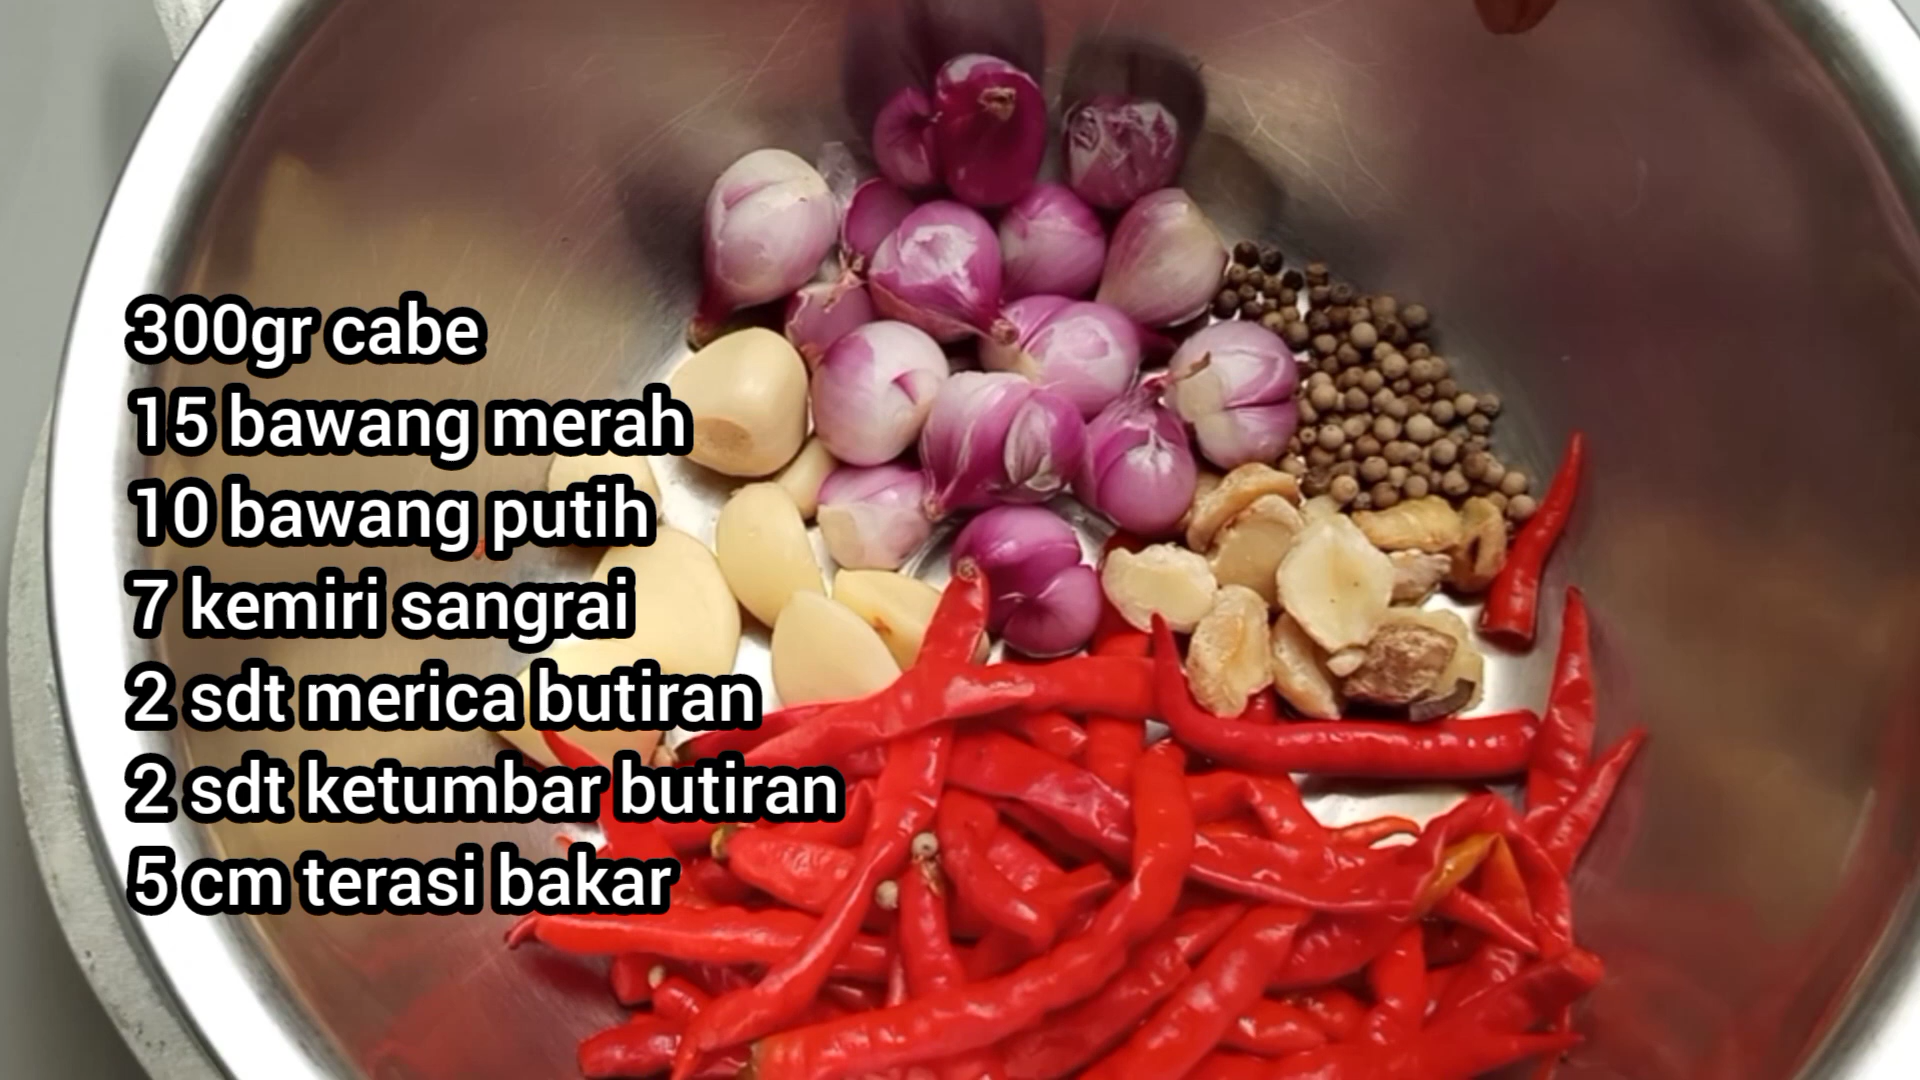 300gr cabe
15 bawang merah
10 bawang putih
7 kemiri sangrai
2 sdt merica butiran
2 sdt ketumbar butiran
5 cm terasi bakar